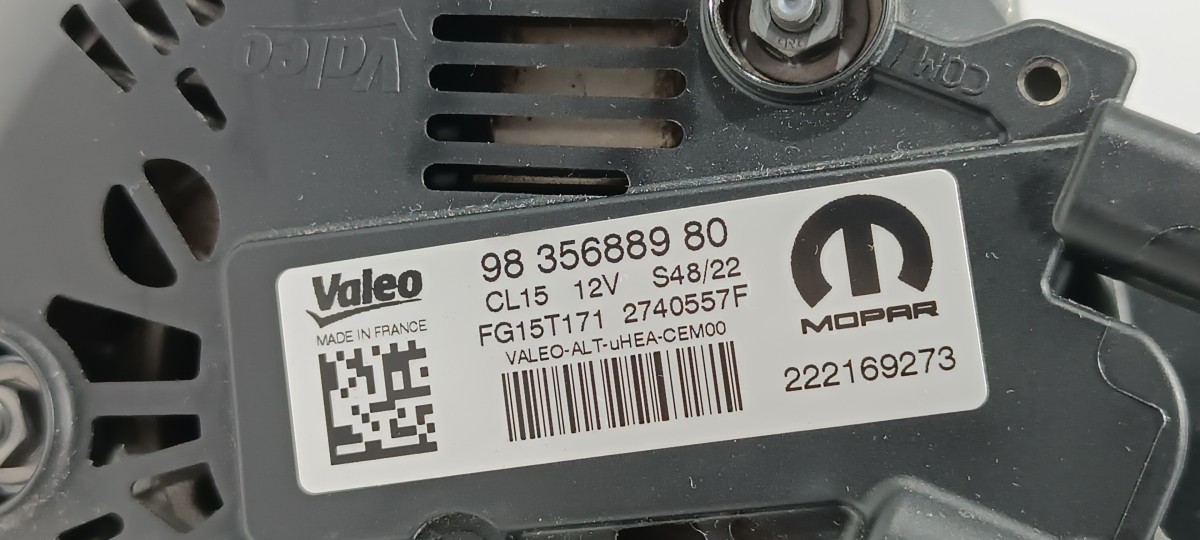 Valeo
COM
Valeo
MADE IN FRANCE
98 356889 80
CL15 12V S48/22
FG15T171 2740557F
VALEO-ALT-uHEA-CEM00
MOPAR
222169273